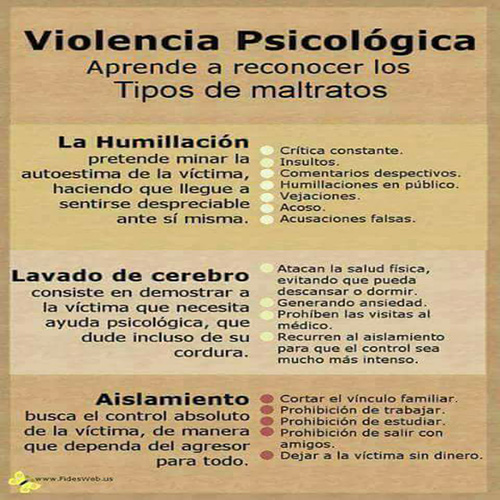 Violencia Psicológica
Aprende a reconocer los
Tipos de maltratos
La Humillación
pretende minar la
autoestima de la víctima,
haciendo que llegue a
sentirse despreciable
ante sí misma.
Crítica constante.
Insultos.
Comentarios despectivos.
Humillaciones en público.
Vejaciones.
Acoso.
Acusaciones falsas.
Lavado de cerebro
consiste en demostrar a
la víctima que necesita
ayuda psicológica, que
dude incluso de su
cordura.
Atacan la salud física,
evitando que pueda
descansar o dormir.
Generando ansiedad.
Prohíben las visitas al
médico.
Recurren al aislamiento
para que el control sea
mucho más intenso.
Aislamiento
busca el control absoluto
de la víctima, de manera
que dependa del agresor
para todo.
Cortar el vínculo familiar.
Prohibición de trabajar.
Prohibición de estudiar.
Prohibición de salir con
amigos.
Dejar a la víctima sin dinero.
www.FidesWeb.us